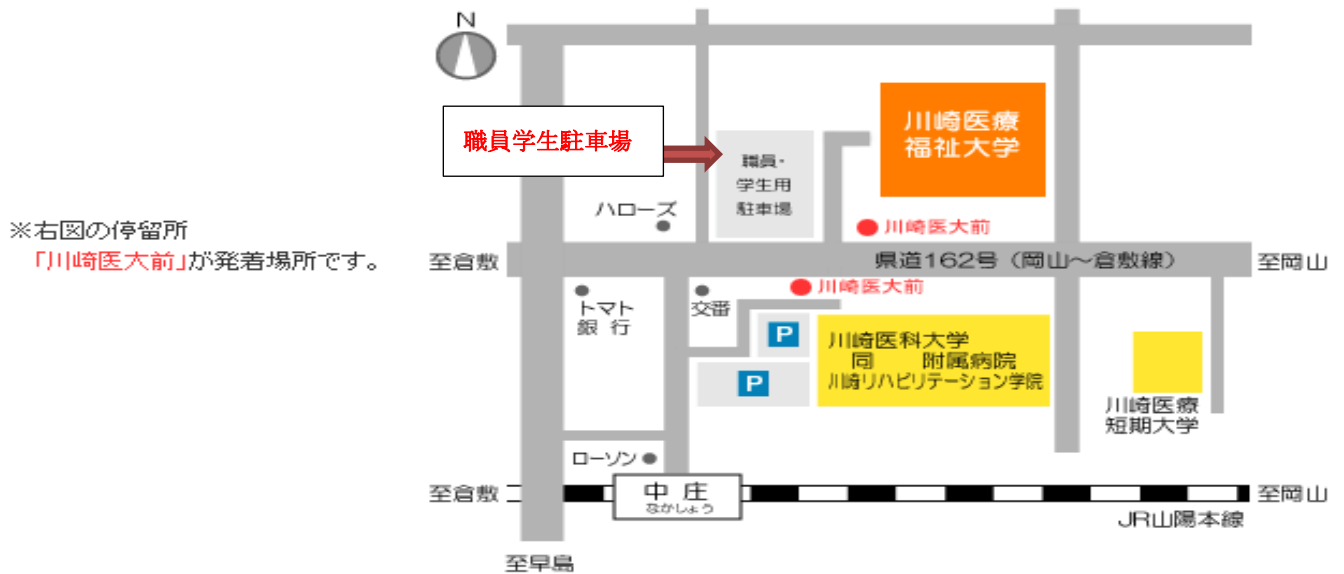 N
職員学生駐車場
川崎医療
福祉大学
職員・
学生用
駐車場
ハローズ
※右図の停留所
「川崎医大前」が発着場所です。
川崎医大前
至倉敷
県道162号（岡山～倉敷線）
至岡山
川崎医大前
トマト
銀 行
交番
P
P
川崎医科大学
同　附属病院
川崎リハビリテーション学院
川崎医療
短期大学
ローソン
至倉敷
中 庄
なかしょう
至岡山
JR山陽本線
至早島